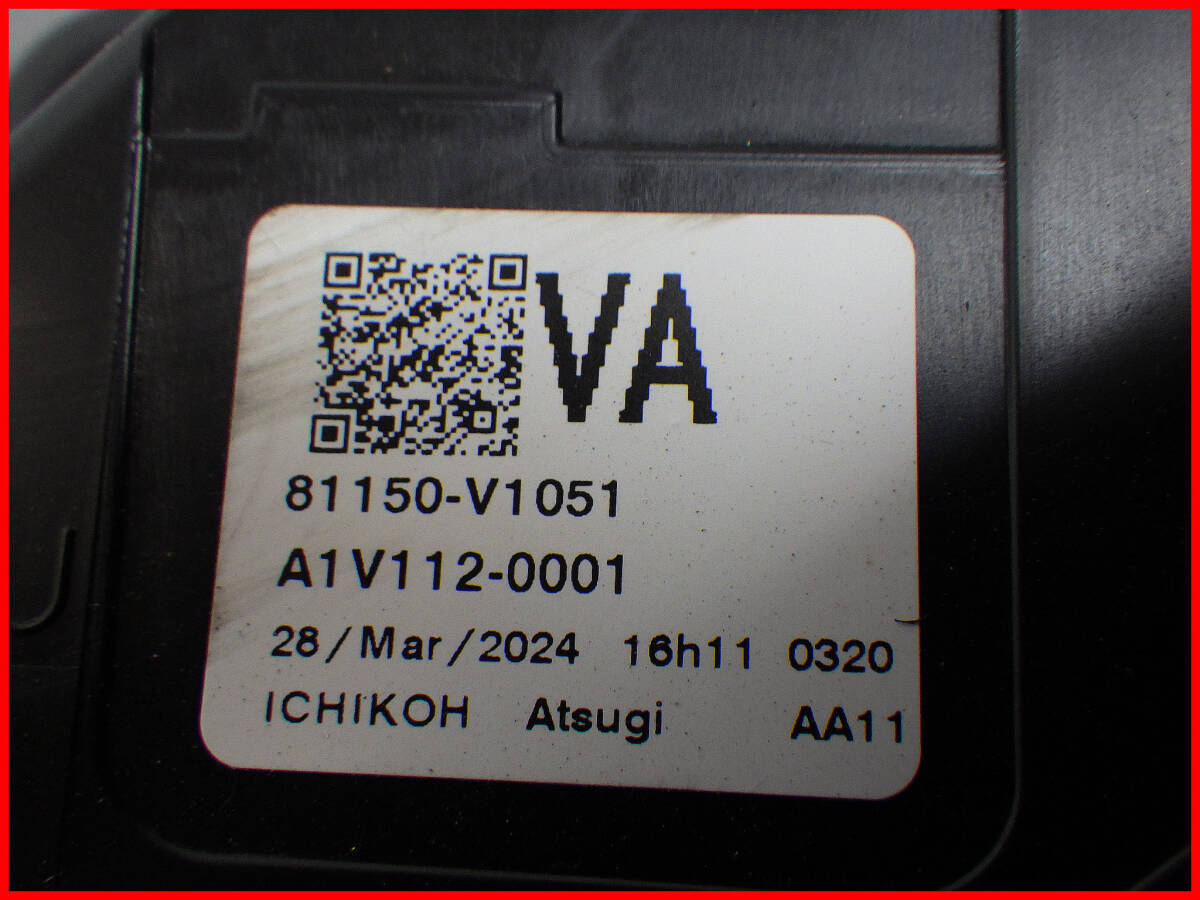 VA
81150-V1051
A1V112-0001
28/Mar/2024 16h11 0320
ICHIKOH Atsugi AA11